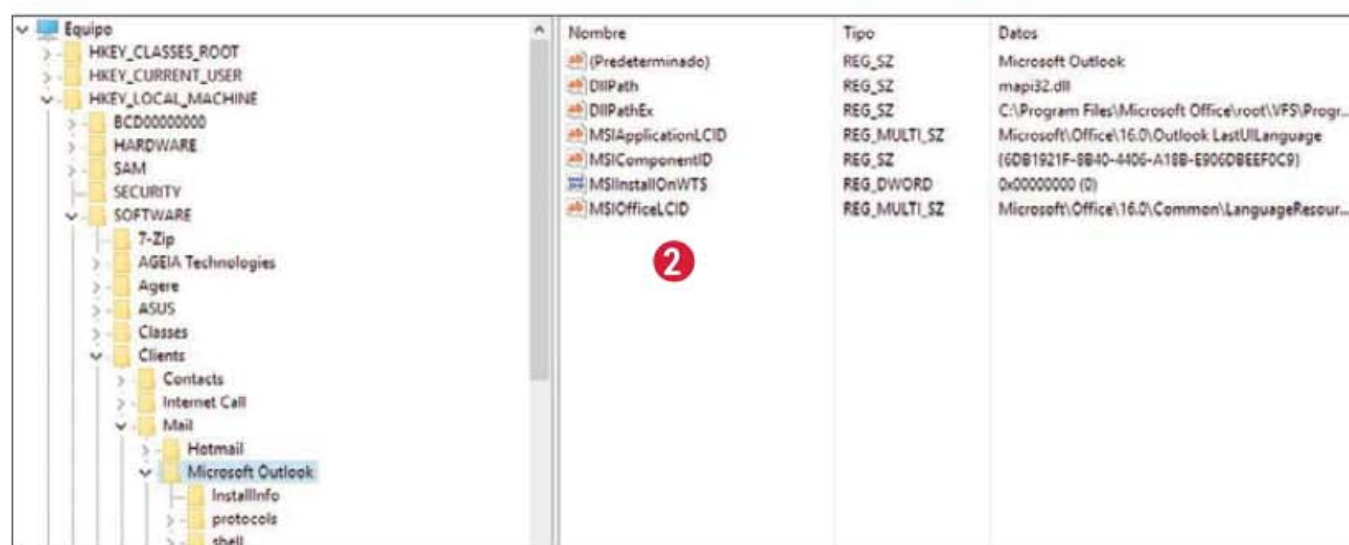 Equipo
HKEY_CLASSES_ROOT
HKEY_CURRENT_USER
HKEY_LOCAL_MACHINE
BCD00000000
HARDWARE
SAM
SECURITY
SOFTWARE
7-Zip
AGEIA Technologies
Agere
ASUS
Classes
Clients
Contacts
Internet Call
Mail
Hotmail
Microsoft Outlook
InstallInfo
protocols
shell
Nombre Tipo Datos
(Predeterminado) REG_SZ Microsoft Outlook
DllPath REG_SZ mapi32.dll
DllPathEx REG_SZ C:\Program Files\Microsoft Office\root\VFS\Progr...
MSIApplicationLCID REG_MULTI_SZ Microsoft\Office\16.0\Outlook LastUILanguage
MSIComponentID REG_SZ {6DB1921F-8B40-4406-A18B-E906DBEEF0C9}
MSIInstallOnWTS REG_DWORD 0x00000000 (0)
MSIOfficeLCID REG_MULTI_SZ Microsoft\Office\16.0\Common\LanguageResour...
2